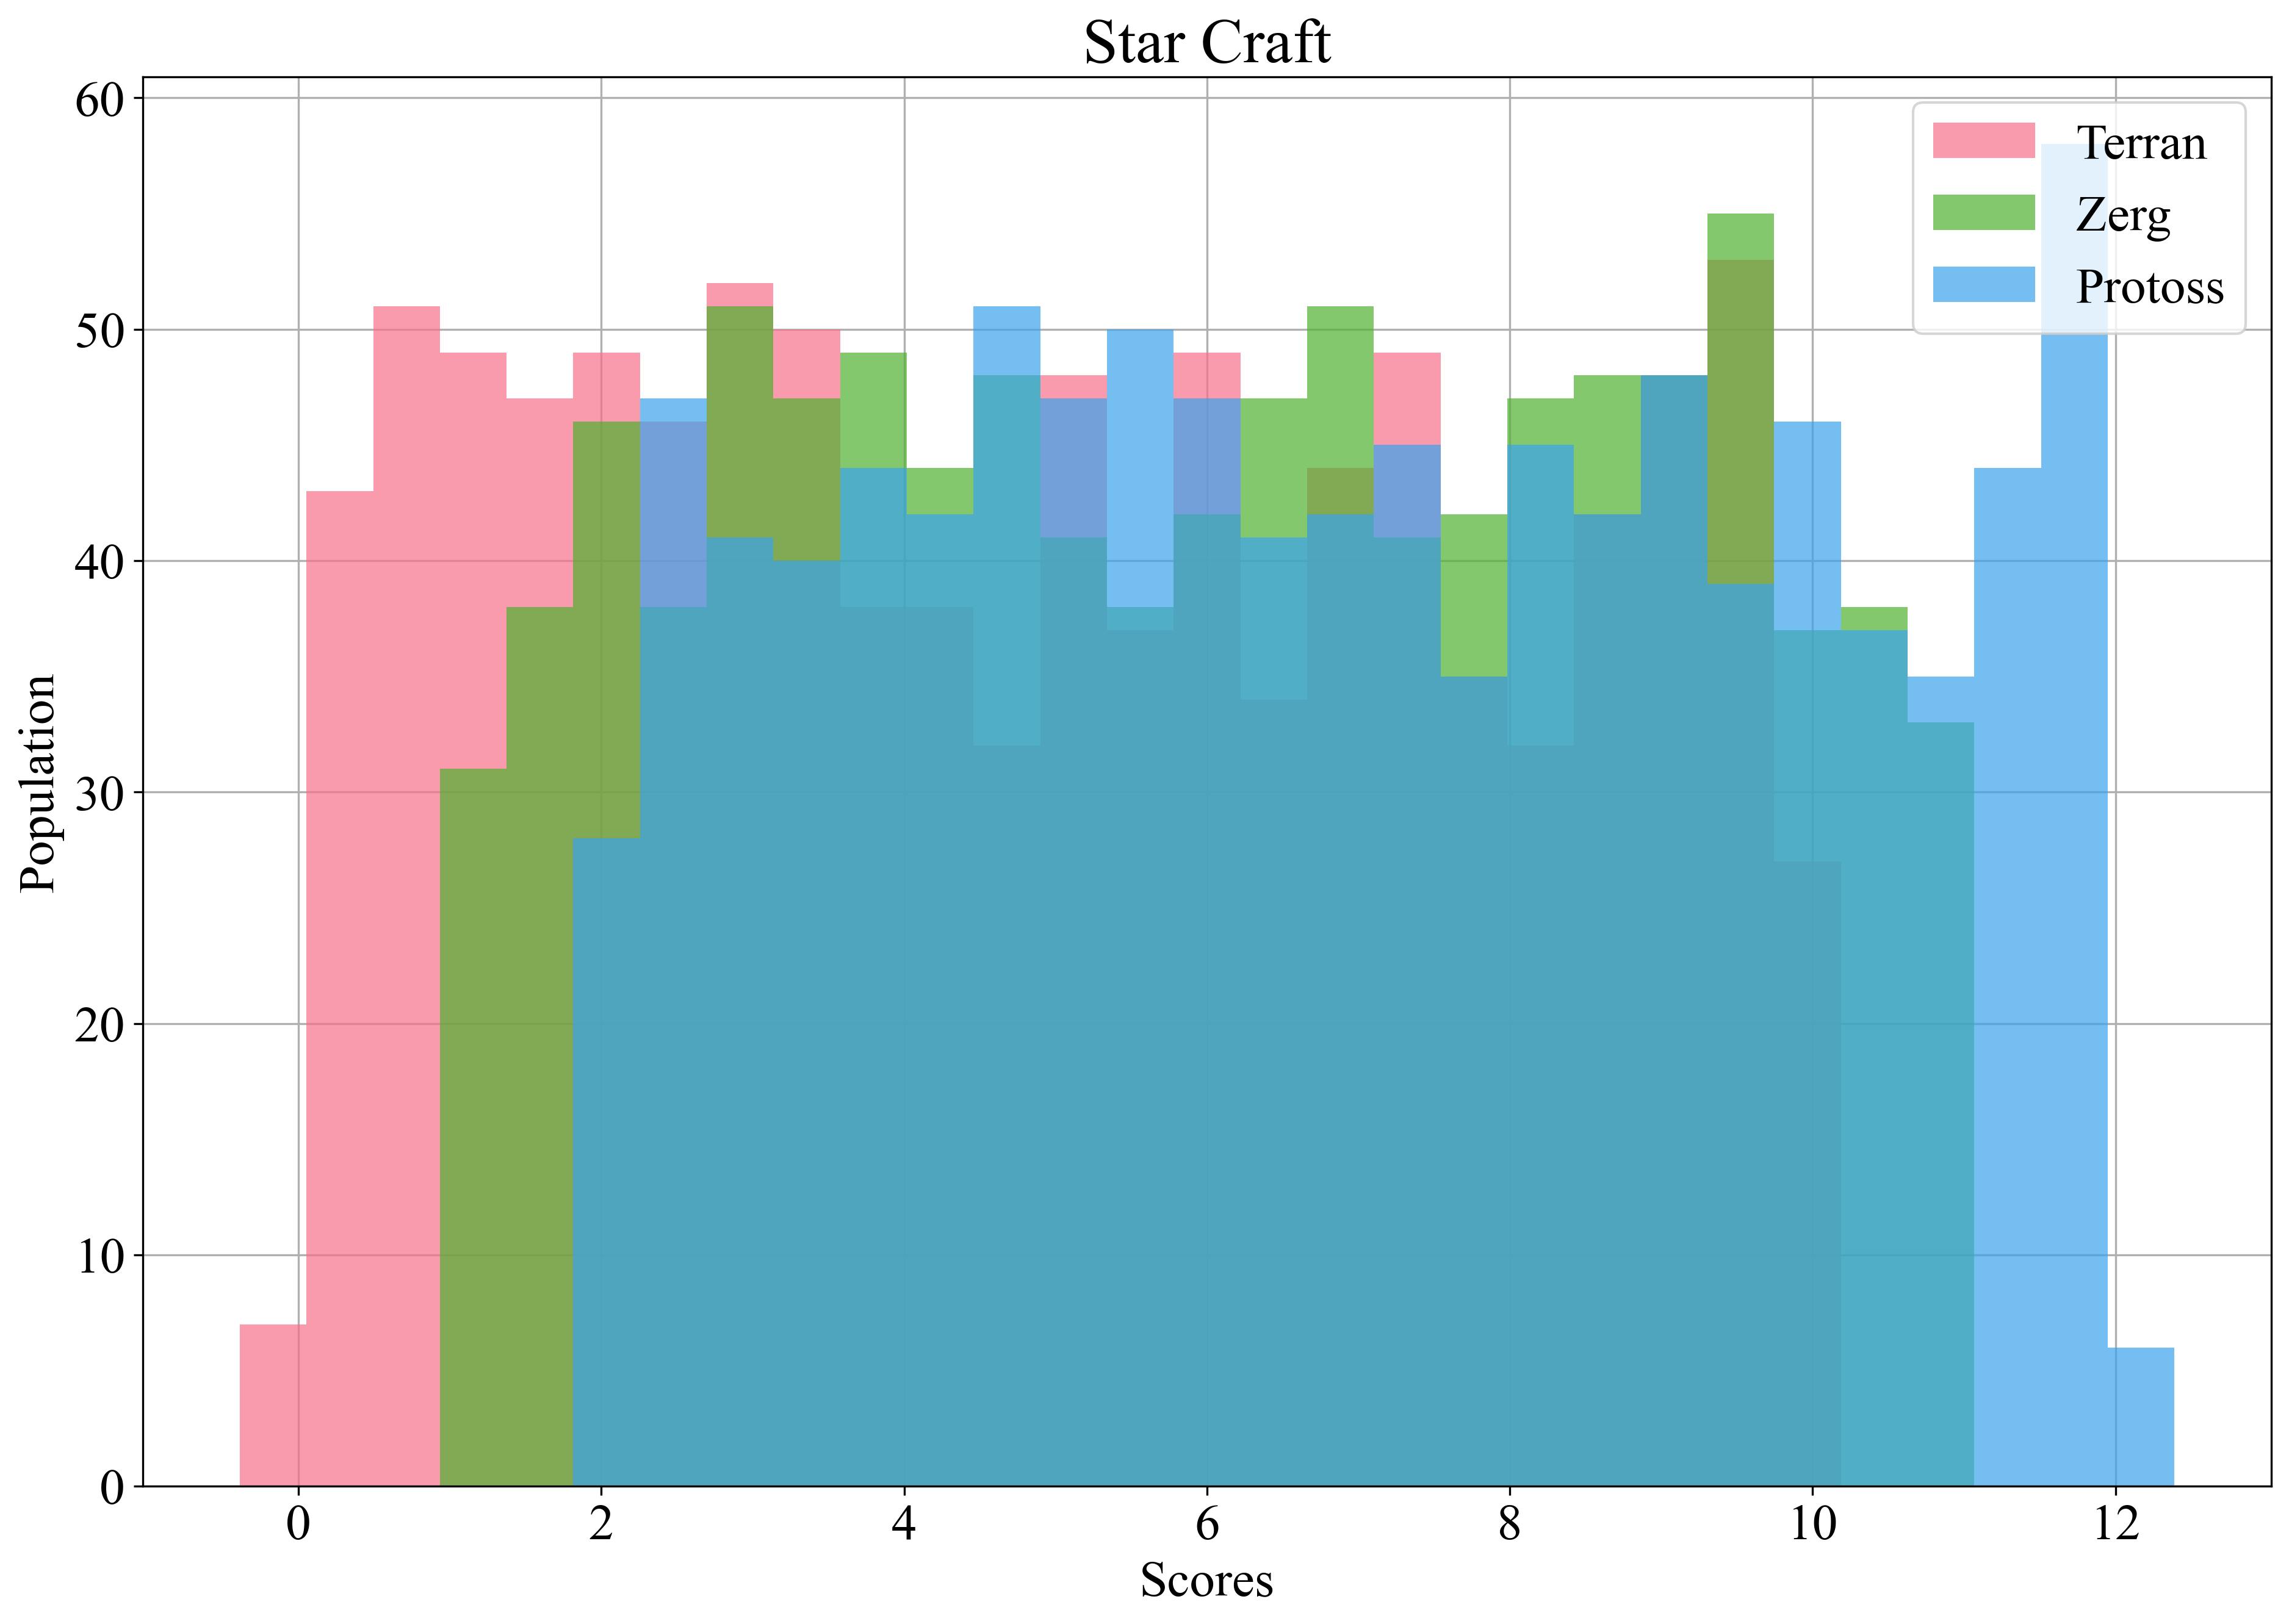 Star Craft
Terran
Zerg
Protoss
Population
60
50
40
30
20
10
0
0 2 4 6 8 10 12
Scores